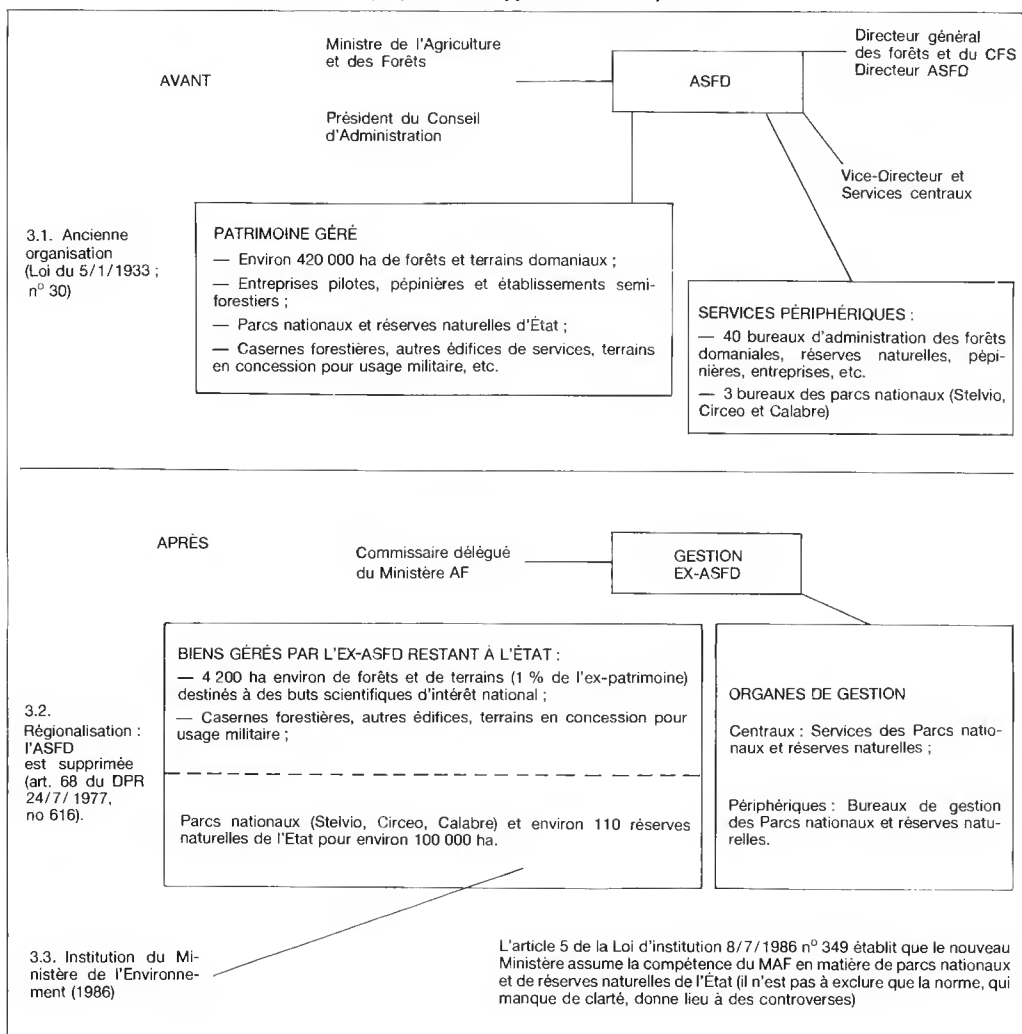 Ministre de l'Agriculture
et des Forêts
Directeur général
des forêts et du CFS
Directeur ASFD
AVANT
ASFD
Président du Conseil
d'Administration
Vice-Directeur et
Services centraux
3.1. Ancienne
organisation
(Loi du 5/1/1933 ;
n° 30)
PATRIMOINE GÉRÉ
— Environ 420 000 ha de forêts et terrains domaniaux ;
— Entreprises pilotes, pépinières et établissements semi-
forestiers ;
— Parcs nationaux et réserves naturelles d'État ;
— Casernes forestières, autres édifices de services, terrains
en concession pour usage militaire, etc.
SERVICES PÉRIPHÉRIQUES :
— 40 bureaux d'administration des forêts
domaniales, réserves naturelles, pépi-
nières, entreprises, etc.
— 3 bureaux des parcs nationaux (Stelvio,
Circeo et Calabre)
APRÈS
Commissaire délégué
du Ministère AF
GESTION
EX-ASFD
3.2.
Régionalisation :
l'ASFD
est supprimée
(art. 68 du DPR
24/7/ 1977,
no 616).
BIENS GÉRÉS PAR L'EX-ASFD RESTANT À L'ÉTAT :
— 4 200 ha environ de forêts et de terrains (1 % de l'ex-patrimoine)
destinés à des buts scientifiques d'intérêt national ;
— Casernes forestières, autres édifices, terrains en concession pour
usage militaire ;
Parcs nationaux (Stelvio, Circeo, Calabre) et environ 110 réserves
naturelles de l'Etat pour environ 100 000 ha.
ORGANES DE GESTION
Centraux : Services des Parcs natio-
naux et réserves naturelles ;
Périphériques : Bureaux de gestion
des Parcs nationaux et réserves natu-
relles.
3.3. Institution du Mi-
nistère de l'Environne-
ment (1986)
L'article 5 de la Loi d'institution 8/7/1986 n° 349 établit que le nouveau
Ministère assume la compétence du MAF en matière de parcs nationaux
et de réserves naturelles de l'État (il n'est pas à exclure que la norme, qui
manque de clarté, donne lieu à des controverses)